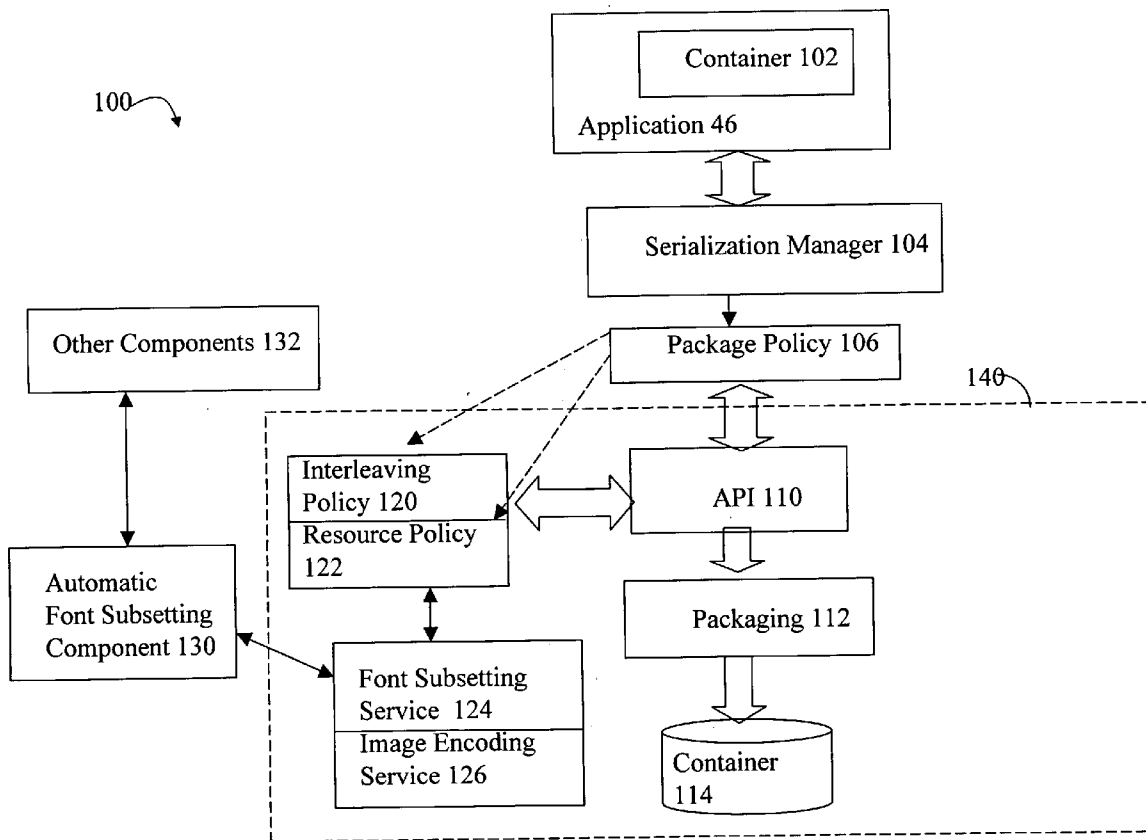 Container 102
100
Application 46
Serialization Manager 104
Other Components 132
Package Policy 106
140
Interleaving
Policy 120
Resource Policy
122
API 110
Automatic
Font Subsetting
Component 130
Packaging 112
Font Subsetting
Service 124
Image Encoding
Service 126
Container
114